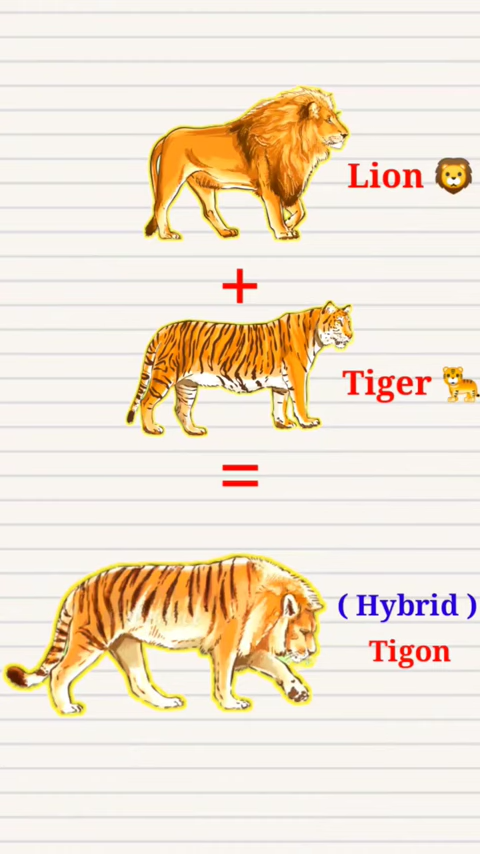 Lion 🦁
+
Tiger 🐅
=
( Hybrid )
Tigon